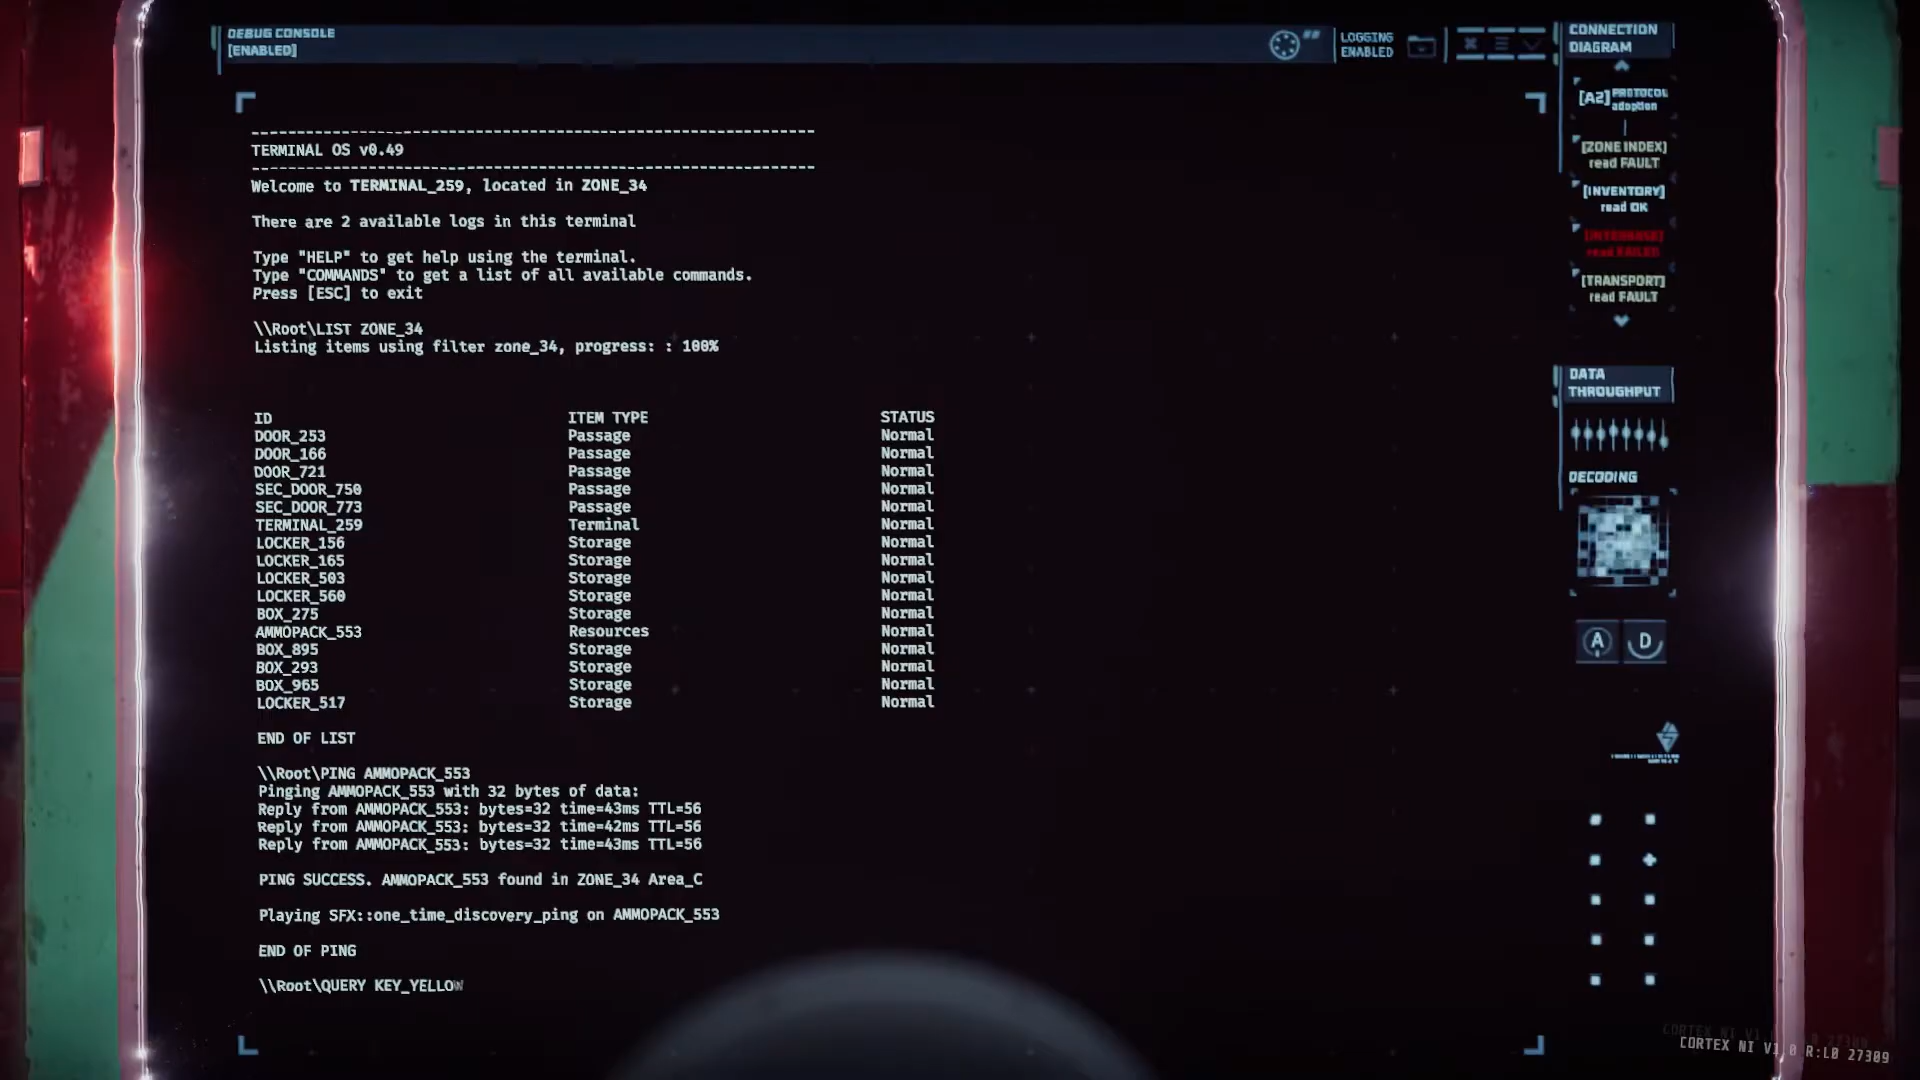 DEBUG CONSOLE
[ENABLED]
LOGGING
ENABLED
CONNECTION
DIAGRAM
[A2] PROTOCOL
adoption
[ZONE INDEX]
read FAULT
[INVENTORY]
read OK
read FAILED
[TRANSPORT]
read FAULT
DATA
THROUGHPUT
DECODING
A D
--------------------------------------------------------------
TERMINAL OS v0.49
--------------------------------------------------------------
Welcome to TERMINAL_259, located in ZONE_34
There are 2 available logs in this terminal
Type "HELP" to get help using the terminal.
Type "COMMANDS" to get a list of all available commands.
Press [ESC] to exit
\\Root\LIST ZONE_34
Listing items using filter zone_34, progress: : 100%
ID ITEM TYPE STATUS
DOOR_253 Passage Normal
DOOR_166 Passage Normal
DOOR_721 Passage Normal
SEC_DOOR_750 Passage Normal
SEC_DOOR_773 Passage Normal
TERMINAL_259 Terminal Normal
LOCKER_156 Storage Normal
LOCKER_165 Storage Normal
LOCKER_503 Storage Normal
LOCKER_560 Storage Normal
BOX_275 Storage Normal
AMMOPACK_553 Resources Normal
BOX_895 Storage Normal
BOX_293 Storage Normal
BOX_965 Storage Normal
LOCKER_517 Storage Normal
END OF LIST
\\Root\PING AMMOPACK_553
Pinging AMMOPACK_553 with 32 bytes of data:
Reply from AMMOPACK_553: bytes=32 time=43ms TTL=56
Reply from AMMOPACK_553: bytes=32 time=42ms TTL=56
Reply from AMMOPACK_553: bytes=32 time=43ms TTL=56
PING SUCCESS. AMMOPACK_553 found in ZONE_34 Area_C
Playing SFX::one_time_discovery_ping on AMMOPACK_553
END OF PING
\\Root\QUERY KEY_YELLOW
CORTEX NI V1.0 R:L0 27309